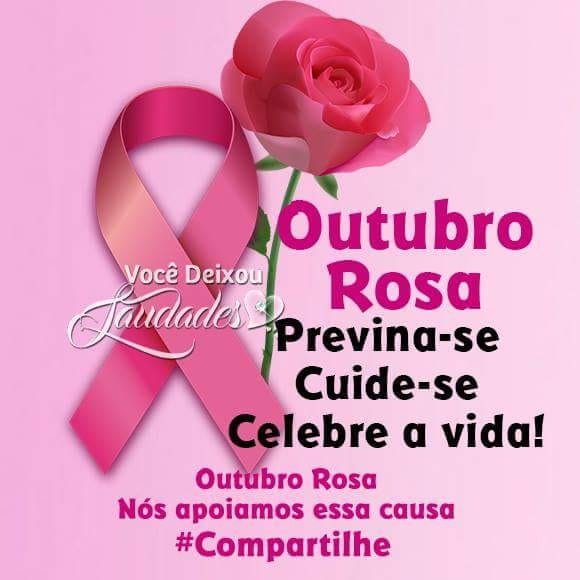 Outubro
Rosa
Você Deixou
Saudades
Previna-se
Cuide-se
Celebre a vida!
Outubro Rosa
Nós apoiamos essa causa
#Compartilhe